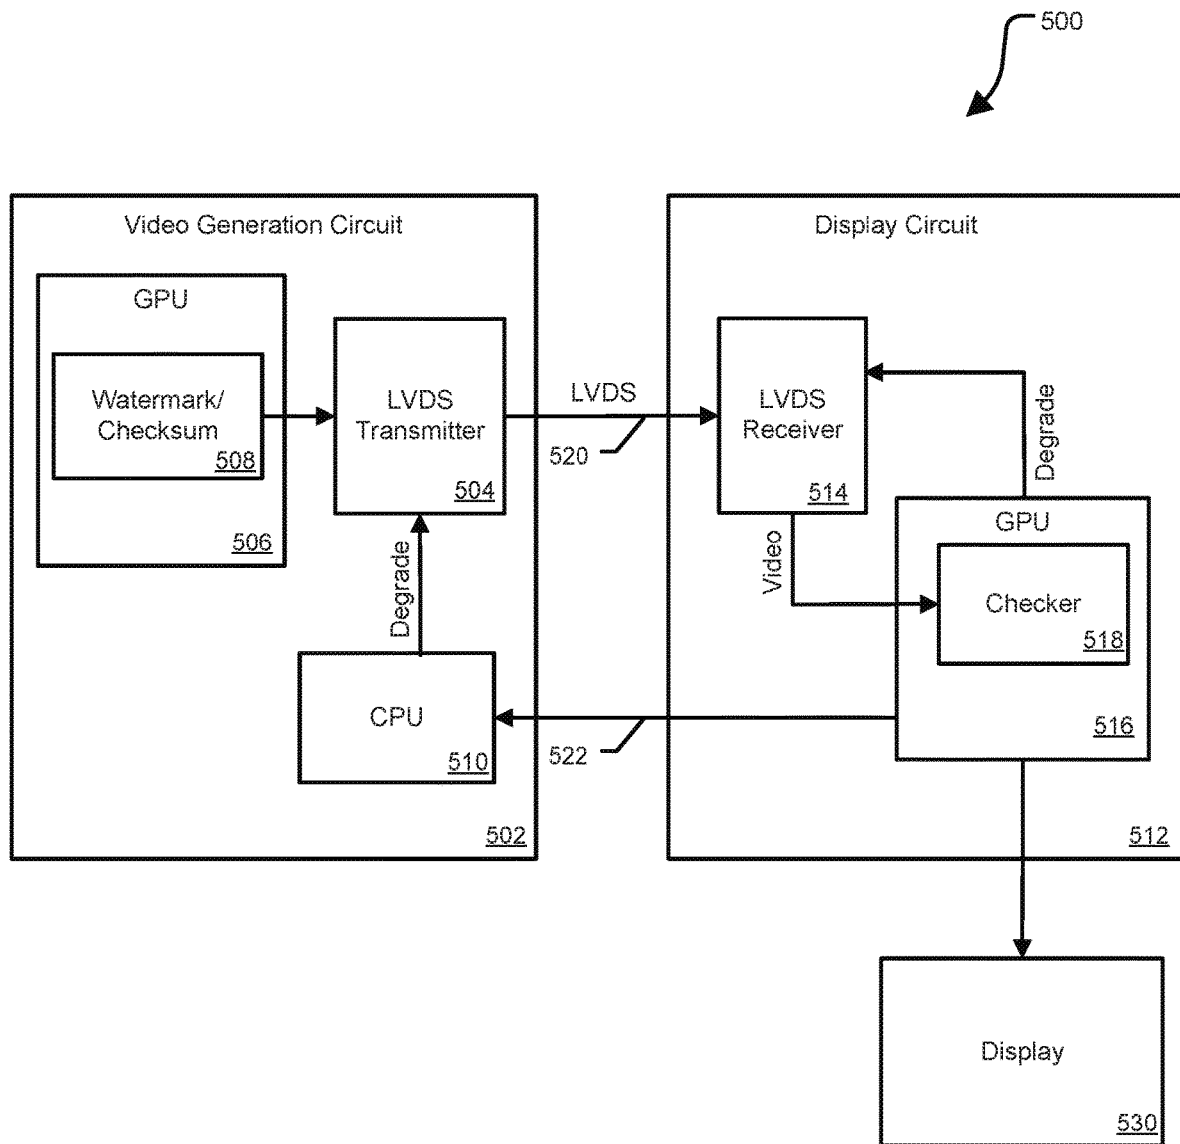 500
Video Generation Circuit
GPU
Watermark/
Checksum
508
506
LVDS
Transmitter
504
Degrade
CPU
510
502
LVDS
520
522
Display Circuit
LVDS
Receiver
514
Video
Degrade
GPU
Checker
518
516
512
Display
530